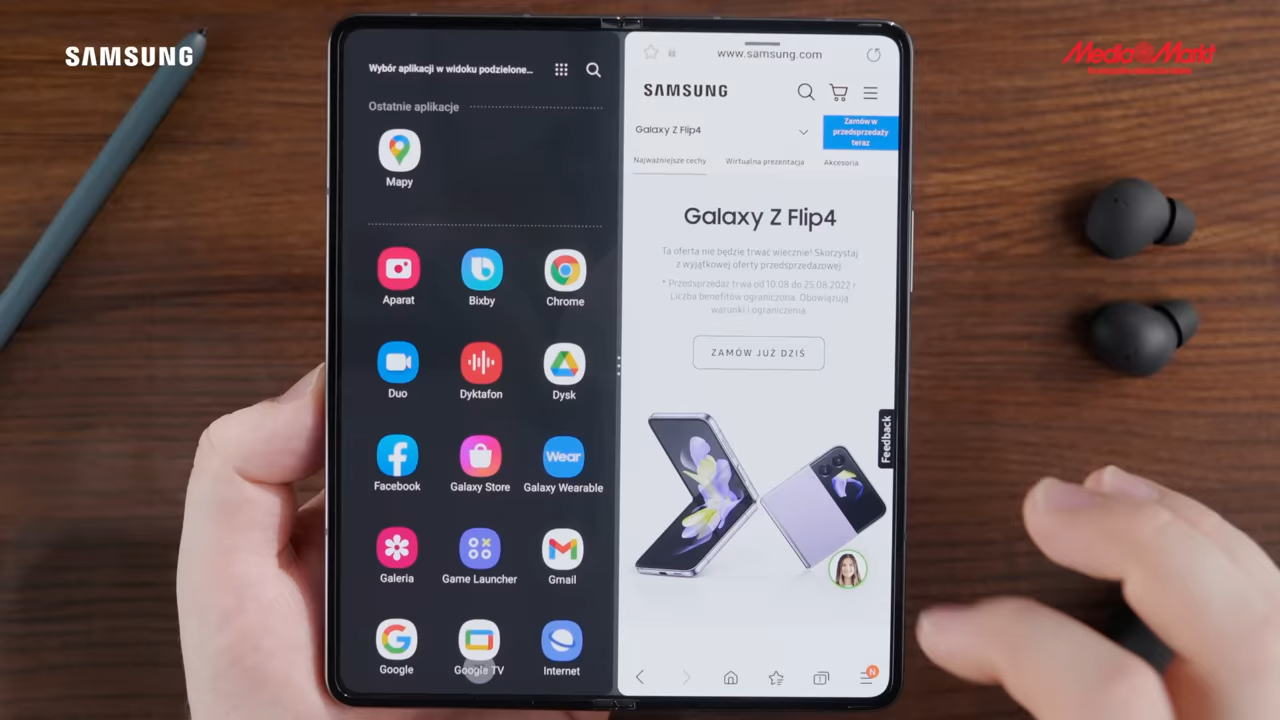 SAMSUNG
Media Markt
Wybór aplikacji w widoku podzielone...
Ostatnie aplikacje
Mapy
Aparat
Bixby
Chrome
Duo
Dyktafon
Dysk
Facebook
Galaxy Store
Wear
Galaxy Wearable
Galeria
Game Launcher
Gmail
Google
Google TV
Internet
www.samsung.com
SAMSUNG
Galaxy Z Flip4
Zamów w
przedsprzedaży
teraz
Najważniejsze cechy
Wirtualna prezentacja
Akcesoria
Galaxy Z Flip4
Ta oferta nie będzie trwać wiecznie! Skorzystaj
z wyjątkowej oferty przedsprzedażowej.
* Przedsprzedaż trwa od 10.08 do 25.08.2022 r
Liczba benefitów ograniczona. Obowiązują
warunki i ograniczenia.
ZAMÓW JUŻ DZIŚ
Feedback
1
N